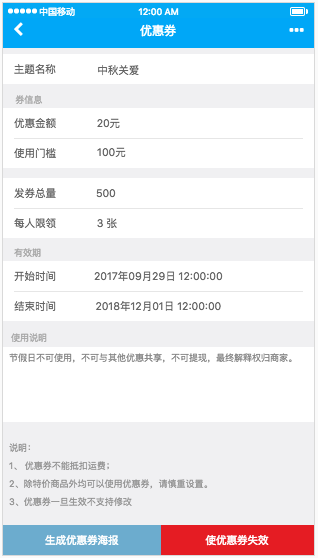 中国移动 12:00 AM
优惠券
主题名称 中秋关爱
券信息
优惠金额 20元
使用门槛 100元
发券总量 500
每人限领 3 张
有效期
开始时间 2017年09月29日 12:00:00
结束时间 2018年12月01日 12:00:00
使用说明
节假日不可使用，不可与其他优惠共享，不可提现，最终解释权归商家。
说明：
1、 优惠券不能抵扣运费；
2、除特价商品外均可以使用优惠券，请慎重设置。
3、优惠券一旦生效不支持修改
生成优惠券海报 使优惠券失效